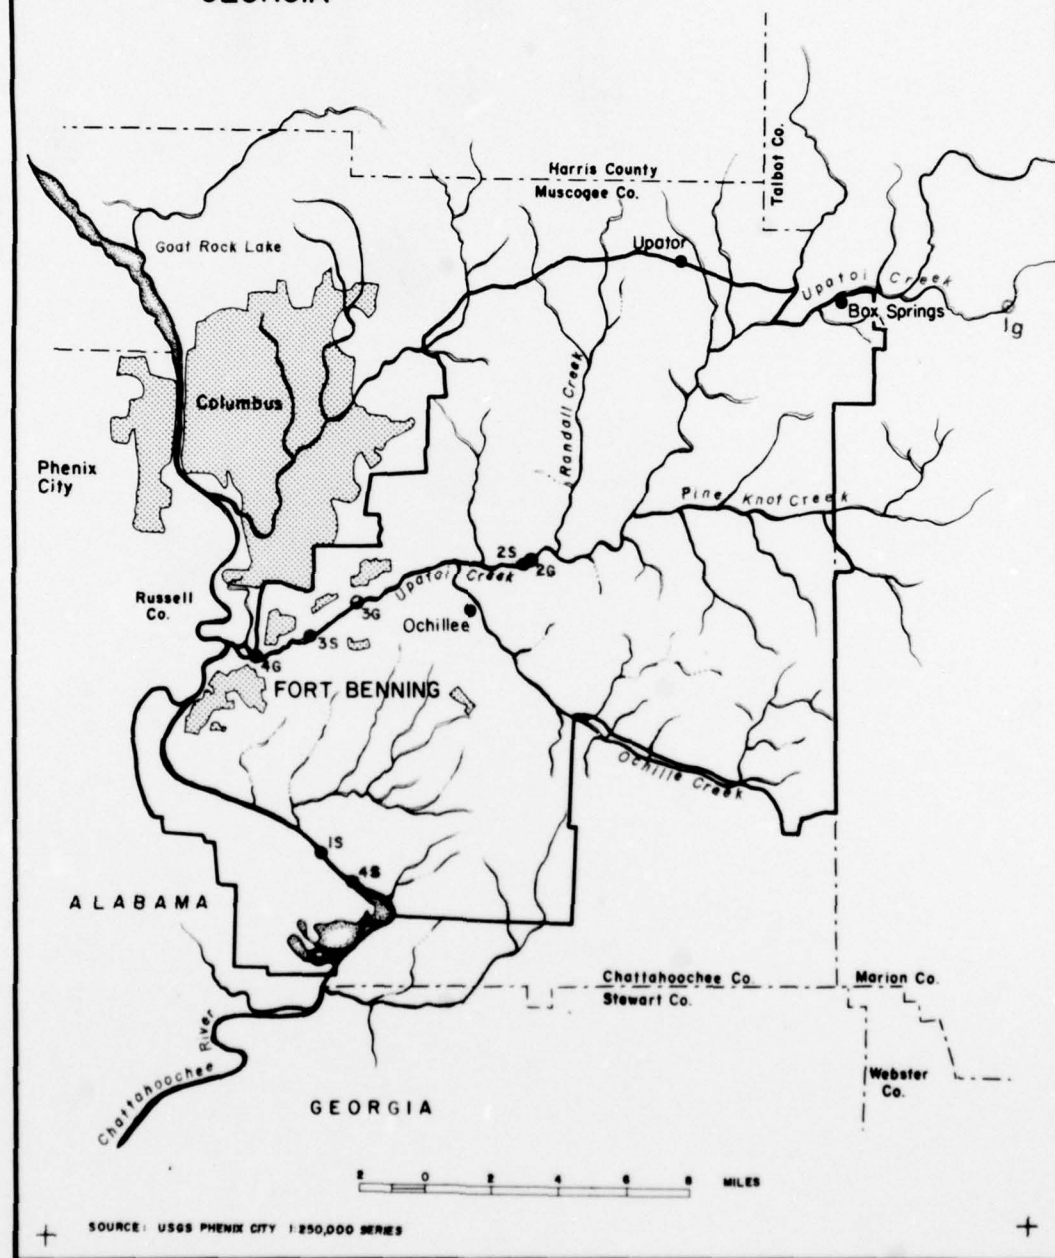 GEORGIA
Harris County
Muscogee Co.
Talbot Co.
Goat Rock Lake
Upator
Upatoi Creek
Box Springs
1g
Columbus
Randall Creek
Phenix
City
Pine Knot Creek
2S
2G
Upatoi Creek
Russell
Co.
3G
Ochillee
3S
4G
FORT BENNING
Ochille Creek
1S
4S
ALABAMA
Chattahoochee Co.
Stewart Co.
Marion Co.
Chattahoochee River
Webster
Co.
GEORGIA
2 0 2 4 6 8 MILES
SOURCE: USGS PHENIX CITY 1:250,000 SERIES